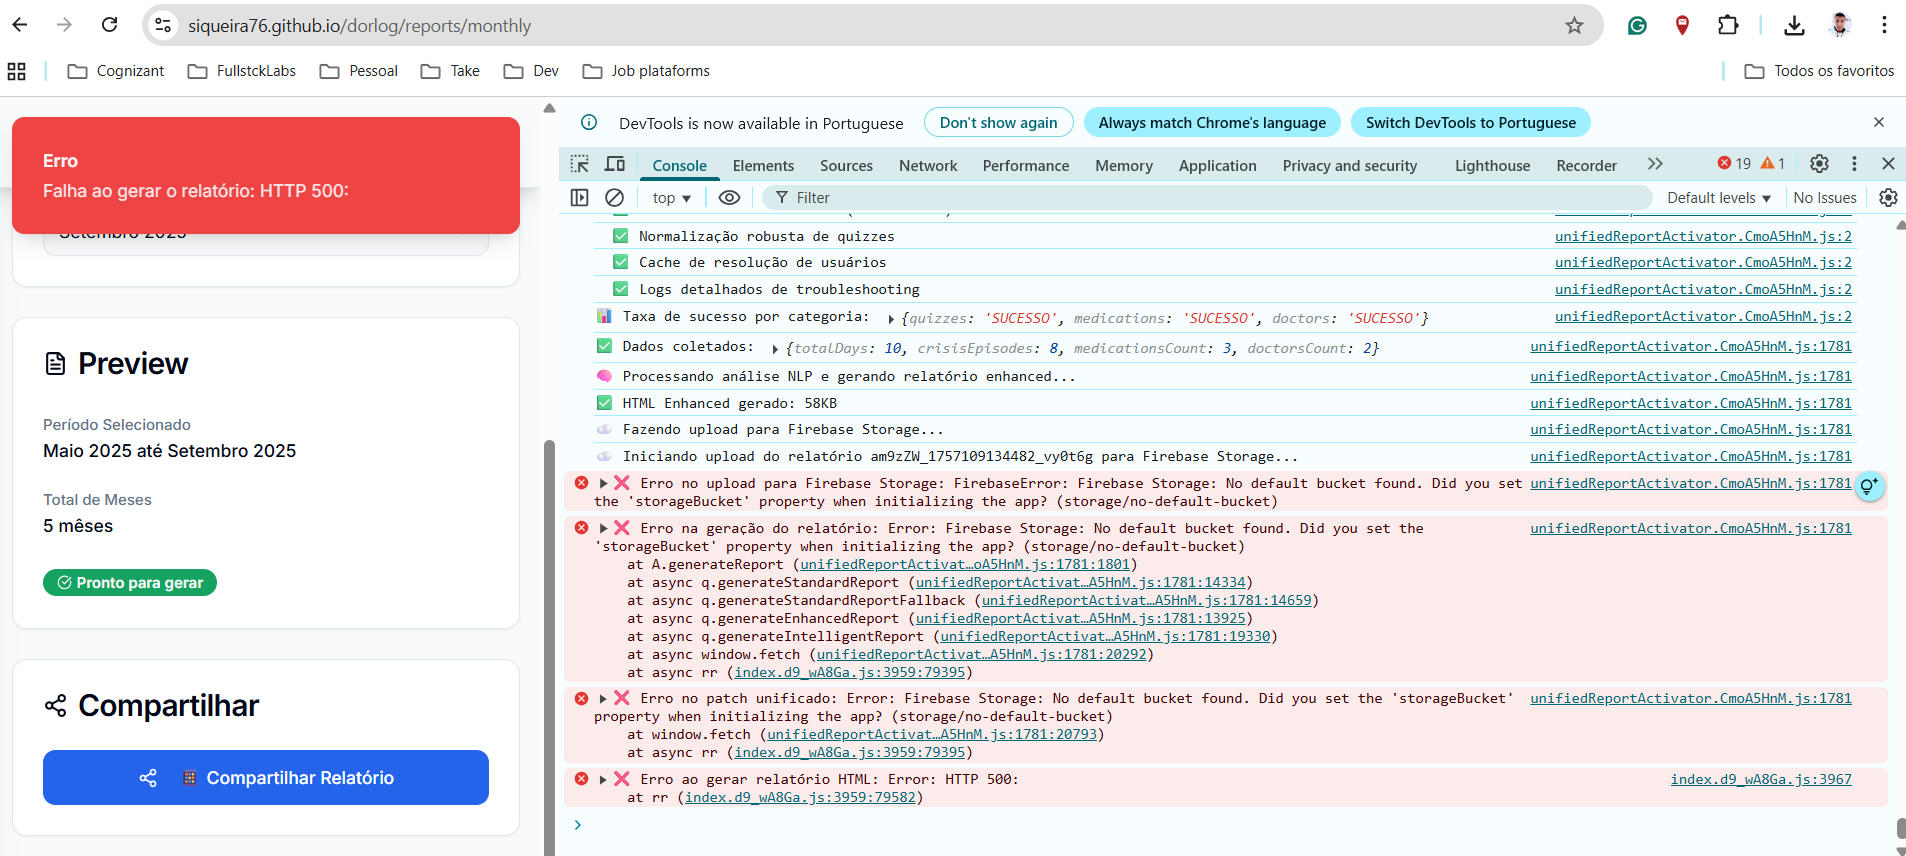 siqueira76.github.io/dorlog/reports/monthly
Cognizant
FullstckLabs
Pessoal
Take
Dev
Job plataforms
Todos os favoritos
Erro
Falha ao gerar o relatório: HTTP 500:
Preview
Período Selecionado
Maio 2025 até Setembro 2025
Total de Meses
5 mêses
Pronto para gerar
Compartilhar
Compartilhar Relatório
DevTools is now available in Portuguese
Don't show again
Always match Chrome's language
Switch DevTools to Portuguese
Console
Elements
Sources
Network
Performance
Memory
Application
Privacy and security
Lighthouse
Recorder
19
1
top
Filter
Default levels
No Issues
Normalização robusta de quizzes unifiedReportActivator.CmoA5HnM.js:2
Cache de resolução de usuários unifiedReportActivator.CmoA5HnM.js:2
Logs detalhados de troubleshooting unifiedReportActivator.CmoA5HnM.js:2
Taxa de sucesso por categoria: {quizzes: 'SUCESSO', medications: 'SUCESSO', doctors: 'SUCESSO'} unifiedReportActivator.CmoA5HnM.js:2
Dados coletados: {totalDays: 10, crisisEpisodes: 8, medicationsCount: 3, doctorsCount: 2} unifiedReportActivator.CmoA5HnM.js:1781
Processando análise NLP e gerando relatório enhanced... unifiedReportActivator.CmoA5HnM.js:1781
HTML Enhanced gerado: 58KB unifiedReportActivator.CmoA5HnM.js:1781
Fazendo upload para Firebase Storage... unifiedReportActivator.CmoA5HnM.js:1781
Iniciando upload do relatório am9zZW_1757109134482_vy0t6g para Firebase Storage... unifiedReportActivator.CmoA5HnM.js:1781
Erro no upload para Firebase Storage: FirebaseError: Firebase Storage: No default bucket found. Did you set unifiedReportActivator.CmoA5HnM.js:1781
the 'storageBucket' property when initializing the app? (storage/no-default-bucket)
Erro na geração do relatório: Error: Firebase Storage: No default bucket found. Did you set the unifiedReportActivator.CmoA5HnM.js:1781
'storageBucket' property when initializing the app? (storage/no-default-bucket)
at A.generateReport (unifiedReportActivat…oA5HnM.js:1781:1801)
at async q.generateStandardReport (unifiedReportActivat…A5HnM.js:1781:14334)
at async q.generateStandardReportFallback (unifiedReportActivat…A5HnM.js:1781:14659)
at async q.generateEnhancedReport (unifiedReportActivat…A5HnM.js:1781:13925)
at async q.generateIntelligentReport (unifiedReportActivat…A5HnM.js:1781:19330)
at async window.fetch (unifiedReportActivat…A5HnM.js:1781:20292)
at async rr (index.d9_wA8Ga.js:3959:79395)
Erro no patch unificado: Error: Firebase Storage: No default bucket found. Did you set the 'storageBucket' unifiedReportActivator.CmoA5HnM.js:1781
property when initializing the app? (storage/no-default-bucket)
at window.fetch (unifiedReportActivat…A5HnM.js:1781:20793)
at async rr (index.d9_wA8Ga.js:3959:79395)
Erro ao gerar relatório HTML: Error: HTTP 500: index.d9_wA8Ga.js:3967
at rr (index.d9_wA8Ga.js:3959:79582)